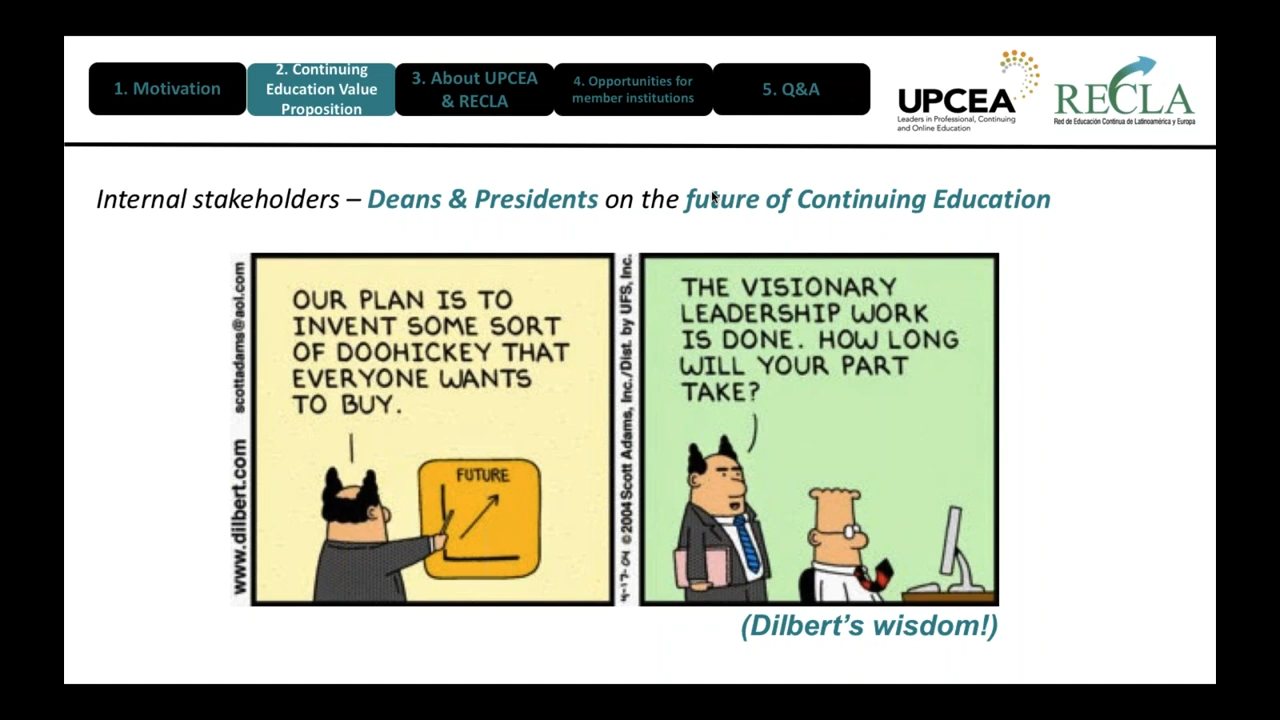 1. Motivation
2. Continuing
Education Value
Proposition
3. About UPCEA
& RECLA
4. Opportunities for
member institutions
5. Q&A
UPCEA
Leaders in Professional, Continuing
and Online Education
RECLA
Red de Educación Continua de Latinoamérica y Europa
Internal stakeholders – Deans & Presidents on the future of Continuing Education
www.dilbert.com scottadams@aol.com
OUR PLAN IS TO
INVENT SOME SORT
OF DOOHICKEY THAT
EVERYONE WANTS
TO BUY.
FUTURE
4-17-04 ©2004 Scott Adams, Inc./Dist. by UFS, Inc.
THE VISIONARY
LEADERSHIP WORK
IS DONE. HOW LONG
WILL YOUR PART
TAKE?
(Dilbert's wisdom!)